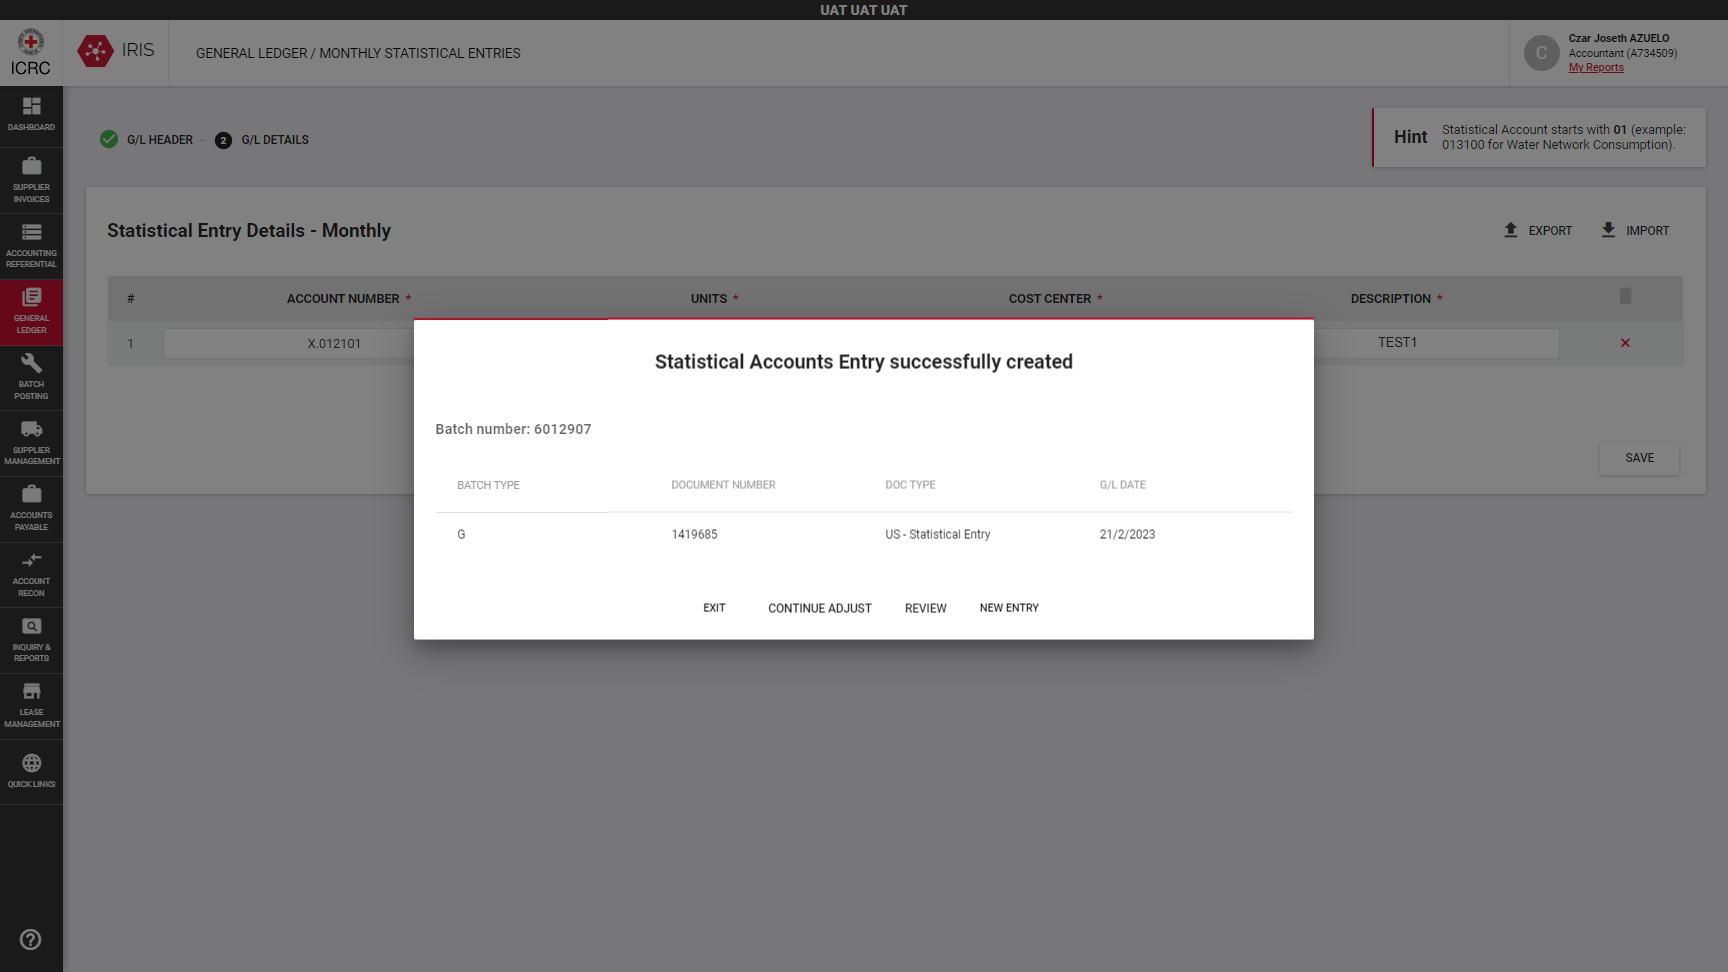 UAT UAT UAT
ICRC
IRIS
GENERAL LEDGER / MONTHLY STATISTICAL ENTRIES
C
Czar Joseth AZUELO
Accountant (A734509)
My Reports
DASHBOARD
SUPPLIER
INVOICES
ACCOUNTING
REFERENTIAL
GENERAL
LEDGER
BATCH
POSTING
SUPPLIER
MANAGEMENT
ACCOUNTS
PAYABLE
ACCOUNT
RECON
INQUIRY &
REPORTS
LEASE
MANAGEMENT
QUICK LINKS
G/L HEADER
2 G/L DETAILS
Hint
Statistical Account starts with 01 (example:
013100 for Water Network Consumption).
Statistical Entry Details - Monthly
EXPORT
IMPORT
# ACCOUNT NUMBER * UNITS * COST CENTER * DESCRIPTION *
1 X.012101 TEST1
SAVE
Statistical Accounts Entry successfully created
Batch number: 6012907
BATCH TYPE DOCUMENT NUMBER DOC TYPE G/L DATE
G 1419685 US - Statistical Entry 21/2/2023
EXIT CONTINUE ADJUST REVIEW NEW ENTRY